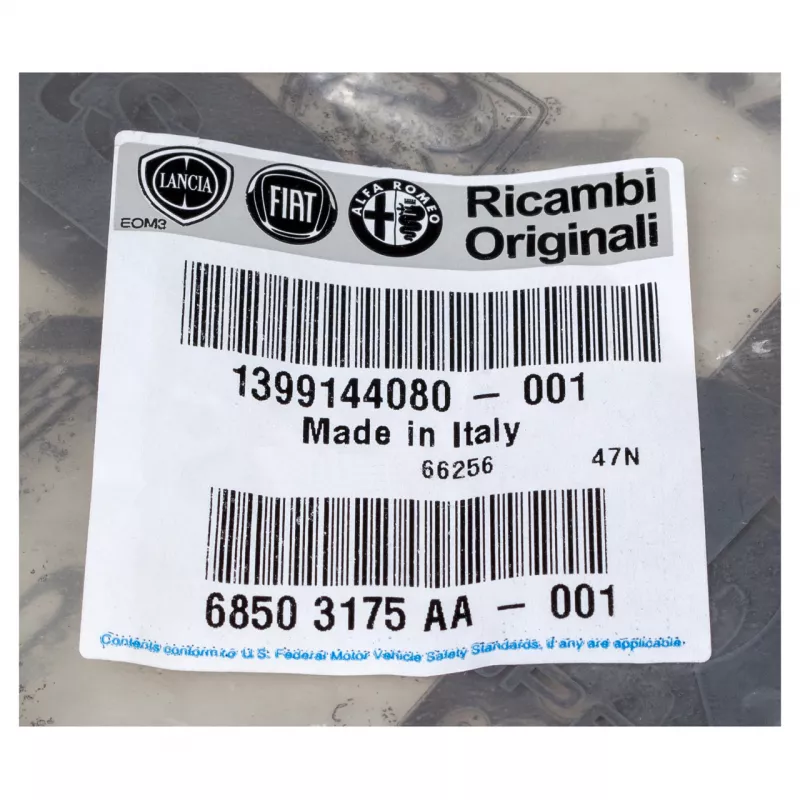 LANCIA
FIAT
ALFA ROMEO
Ricambi
Originali
EOM3
1399144080 - 001
Made in Italy
66256
47N
6850 3175 AA - 001
Contents conform to U.S. Federal Motor Vehicle Safety Standards, if any are applicable.